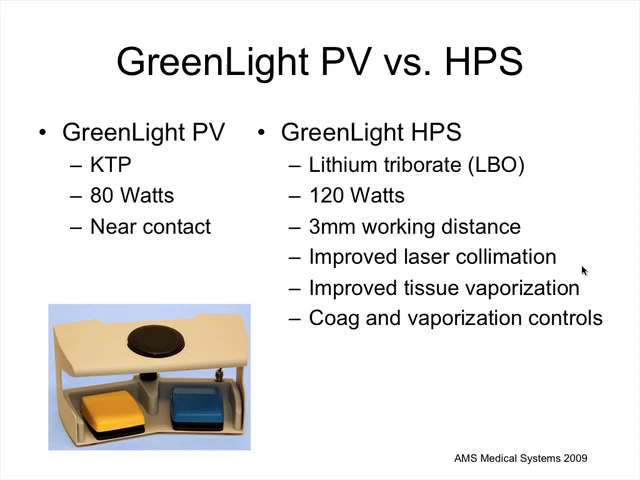 GreenLight PV vs. HPS
• GreenLight PV
– KTP
– 80 Watts
– Near contact
• GreenLight HPS
– Lithium triborate (LBO)
– 120 Watts
– 3mm working distance
– Improved laser collimation
– Improved tissue vaporization
– Coag and vaporization controls
AMS Medical Systems 2009